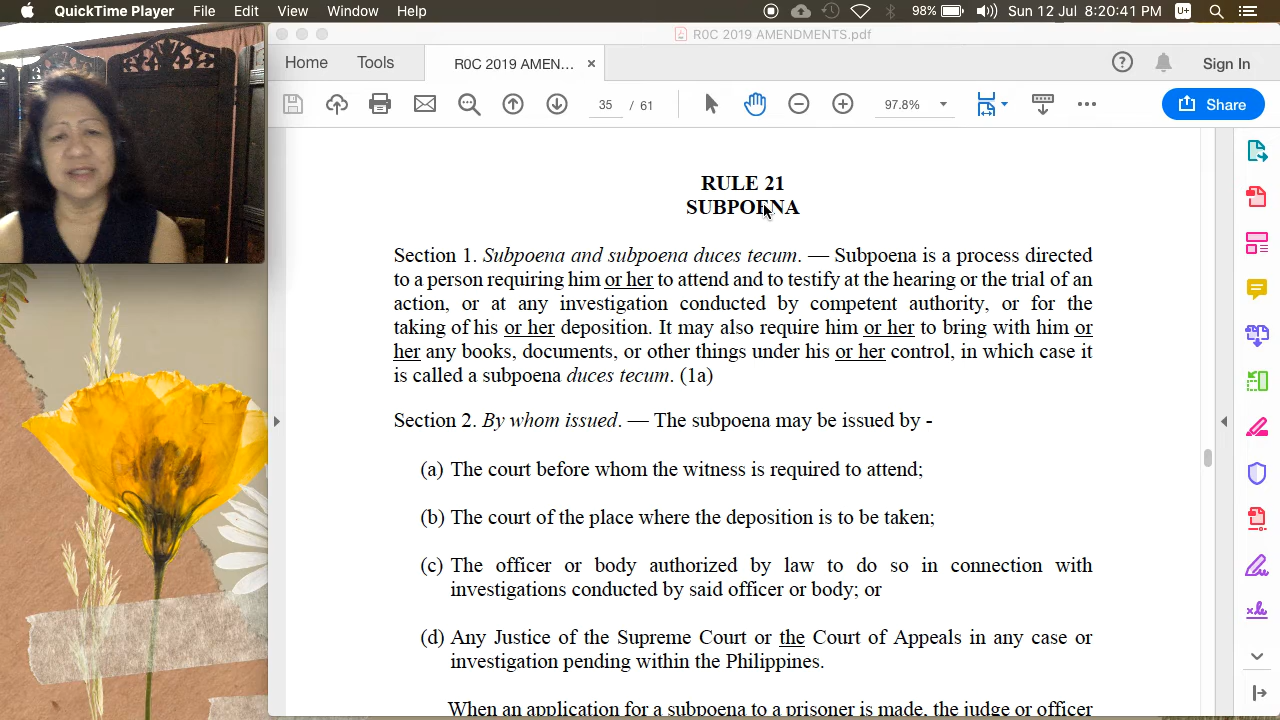 QuickTime Player File Edit View Window Help 98% Sun 12 Jul 8:20:41 PM U+
R0C 2019 AMENDMENTS.pdf
Home Tools R0C 2019 AMEN... × Sign In
35 / 61 97.8% Share
RULE 21
SUBPOENA
Section 1. Subpoena and subpoena duces tecum. — Subpoena is a process directed
to a person requiring him or her to attend and to testify at the hearing or the trial of an
action, or at any investigation conducted by competent authority, or for the
taking of his or her deposition. It may also require him or her to bring with him or
her any books, documents, or other things under his or her control, in which case it
is called a subpoena duces tecum. (1a)
Section 2. By whom issued. — The subpoena may be issued by -
(a) The court before whom the witness is required to attend;
(b) The court of the place where the deposition is to be taken;
(c) The officer or body authorized by law to do so in connection with
investigations conducted by said officer or body; or
(d) Any Justice of the Supreme Court or the Court of Appeals in any case or
investigation pending within the Philippines.
When an application for a subpoena to a prisoner is made, the judge or officer